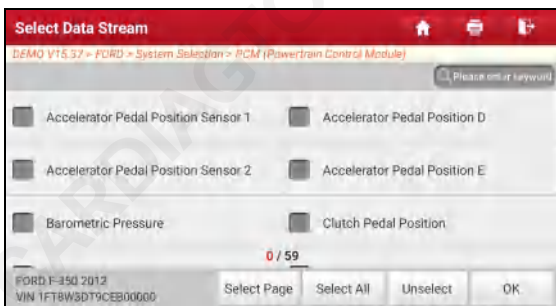 Select Data Stream
DEMO V15.37 > FORD > System Selection > PCM (Powertrain Control Module)
Please enter keyword
Accelerator Pedal Position Sensor 1
Accelerator Pedal Position D
Accelerator Pedal Position Sensor 2
Accelerator Pedal Position E
Barometric Pressure
Clutch Pedal Position
0 / 59
FORD F-350 2012
VIN 1FT8W3DT9CEB00000
Select Page
Select All
Unselect
OK